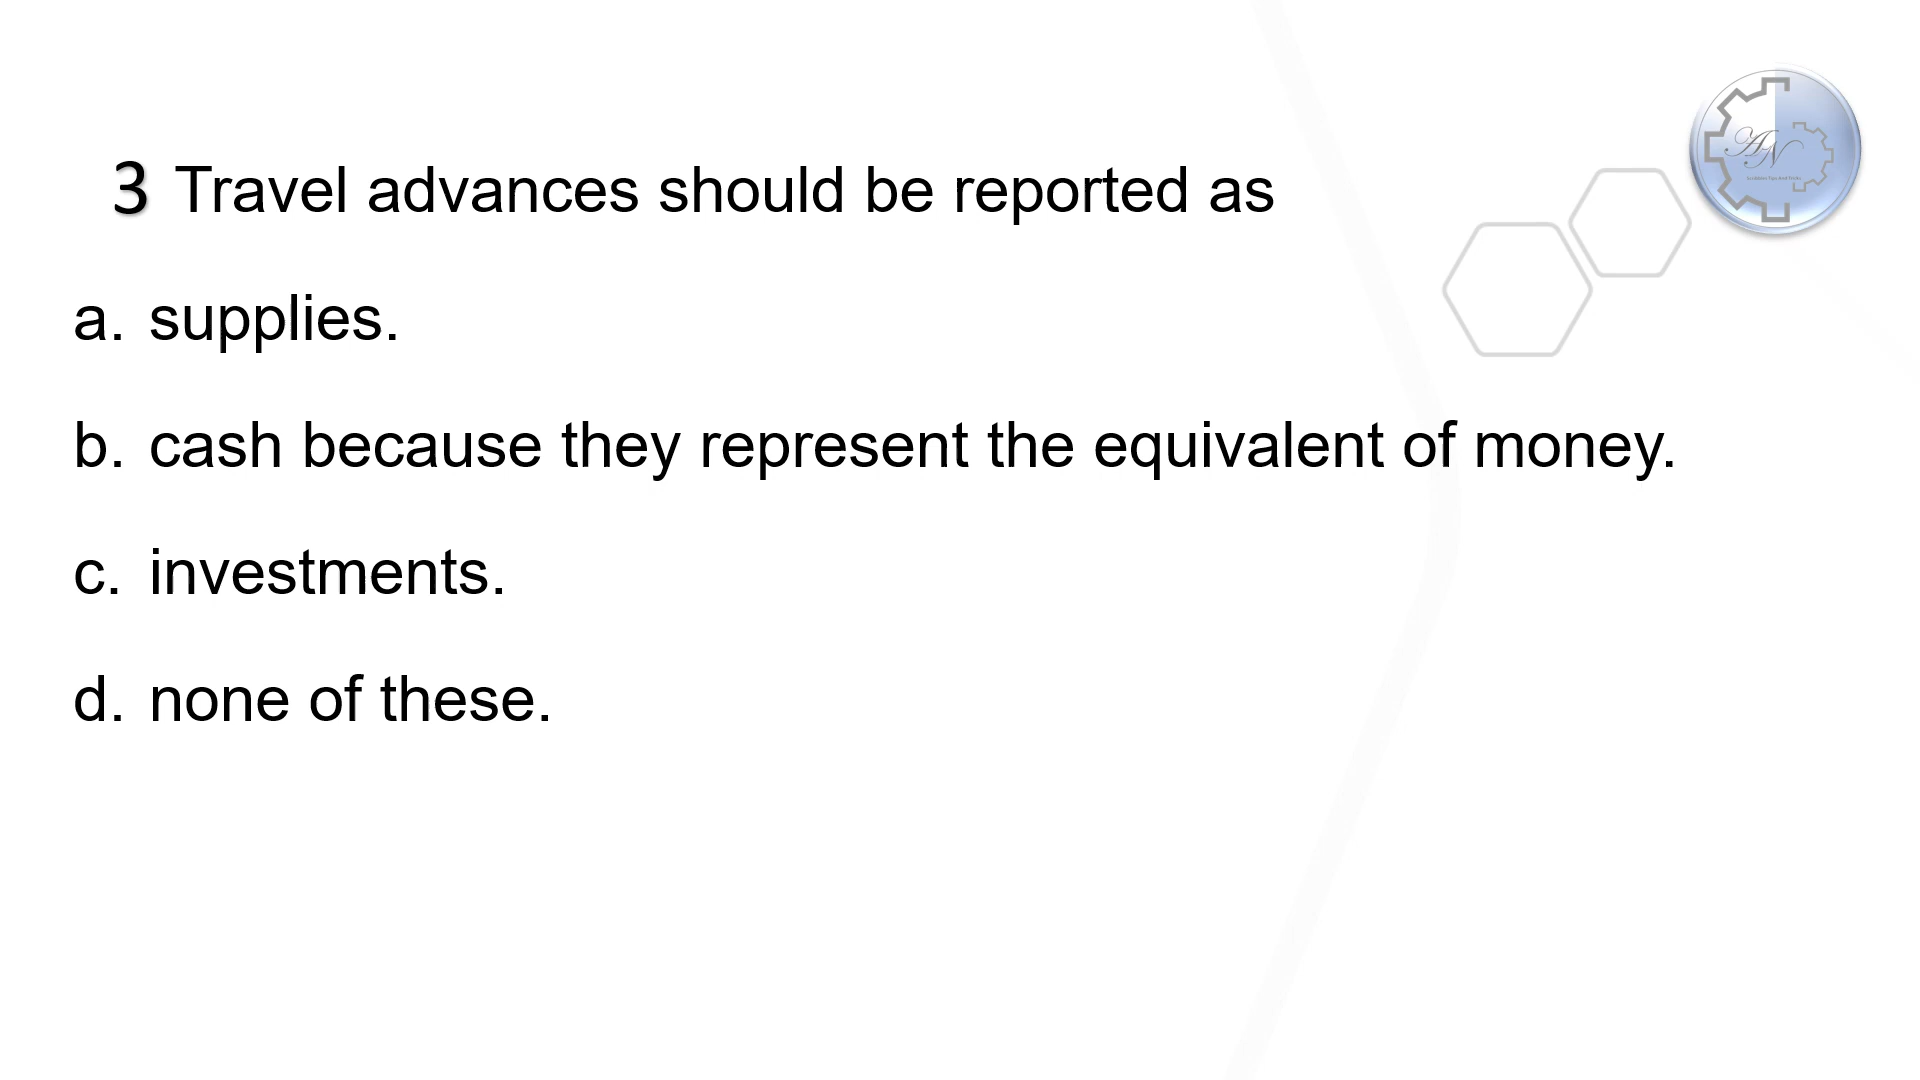 3 Travel advances should be reported as
a. supplies.
b. cash because they represent the equivalent of money.
c. investments.
d. none of these.
AN